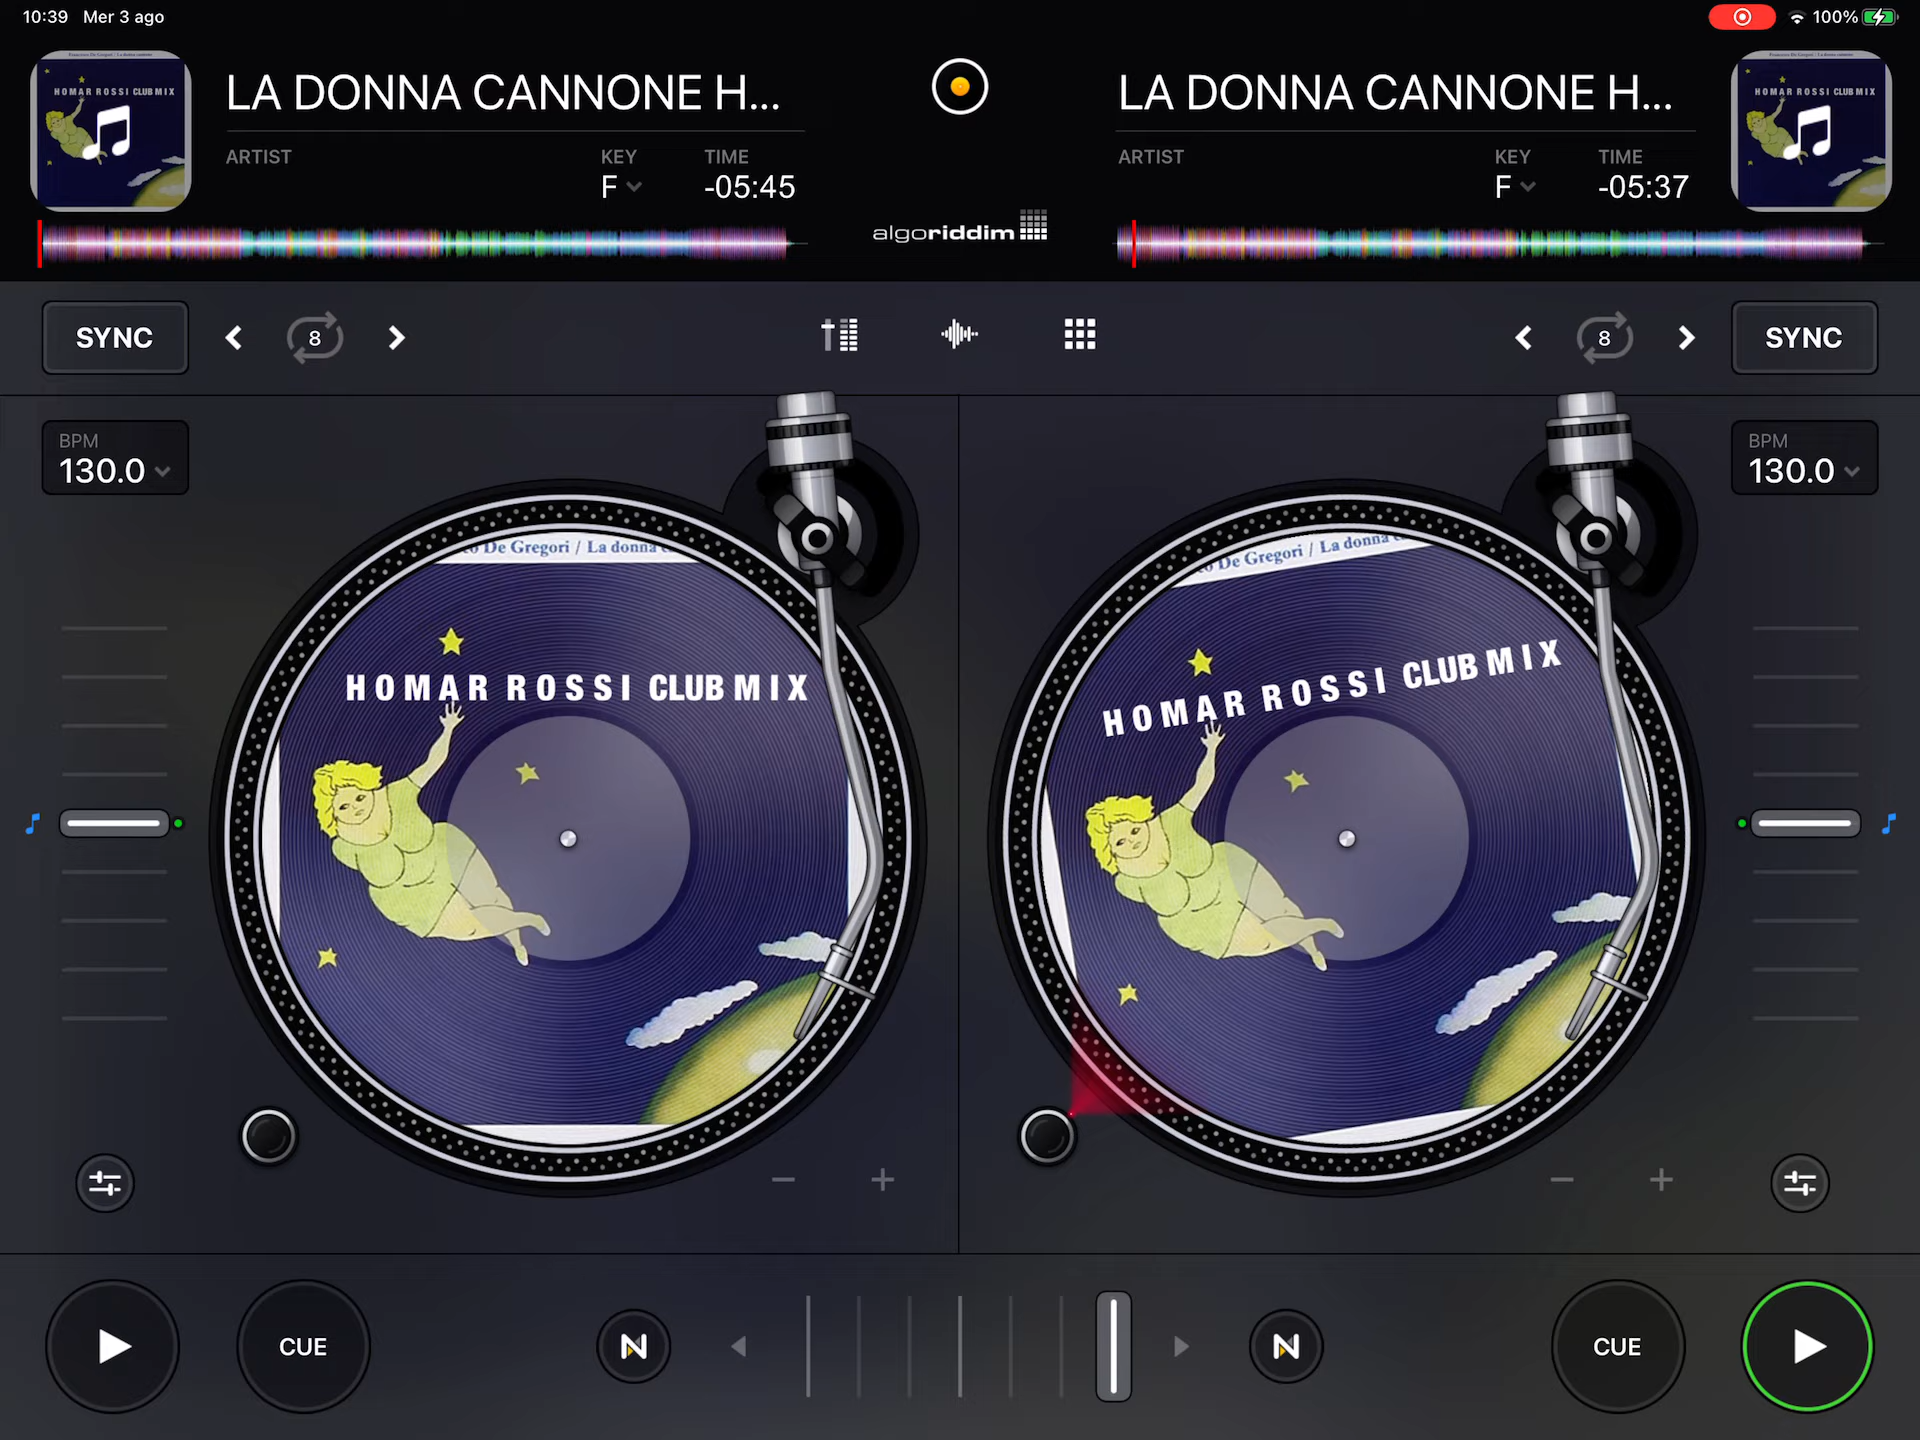 10:39 Mer 3 ago
100%
HOMAR ROSSI CLUB MIX
LA DONNA CANNONE H...
ARTIST
KEY
F
TIME
-05:45
algoriddim
LA DONNA CANNONE H...
ARTIST
KEY
F
TIME
-05:37
HOMAR ROSSI CLUB MIX
SYNC
8
8
SYNC
BPM
130.0
BPM
130.0
De Gregori / La donna
HOMAR ROSSI CLUB MIX
De Gregori / La donna
HOMAR ROSSI CLUB MIX
CUE
N
N
CUE